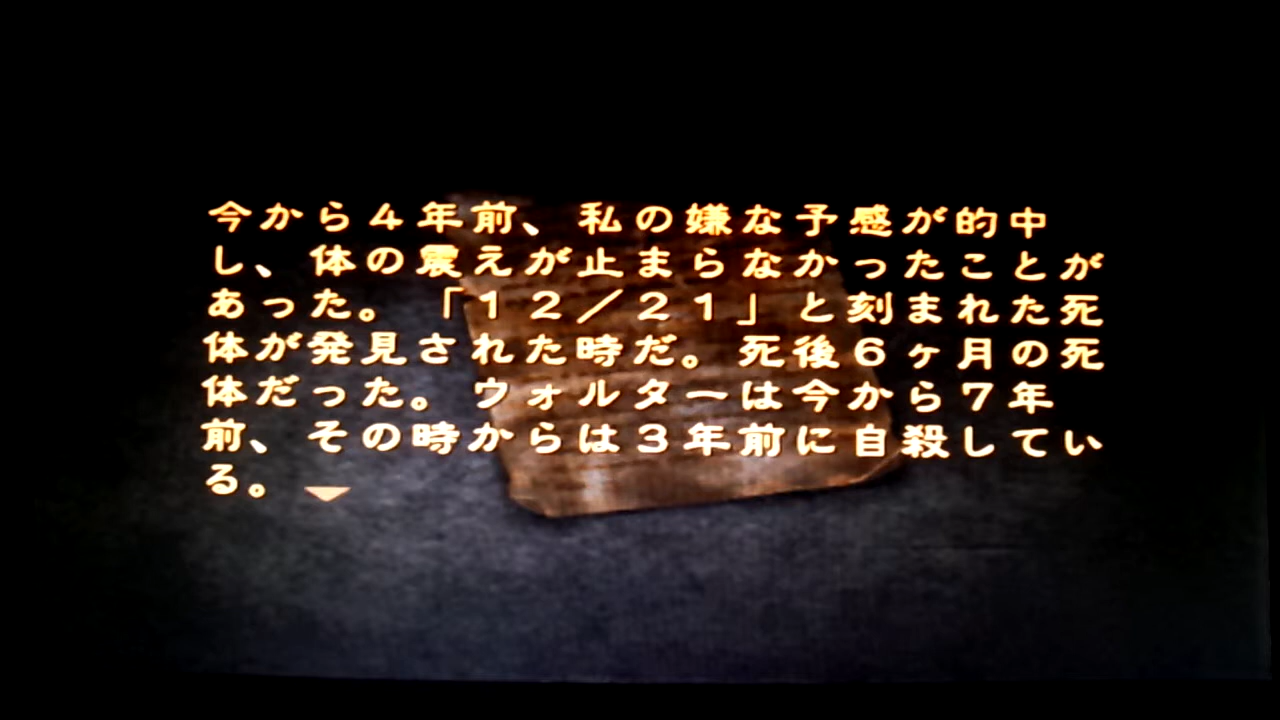 今から４年前、私の嫌な予感が的中
し、体の震えが止まらなかったことが
あった。「１２／２１」と刻まれた死
体が発見された時だ。死後６ヶ月の死
体だった。ウォルターは今から７年
前、その時からは３年前に自殺してい
る。